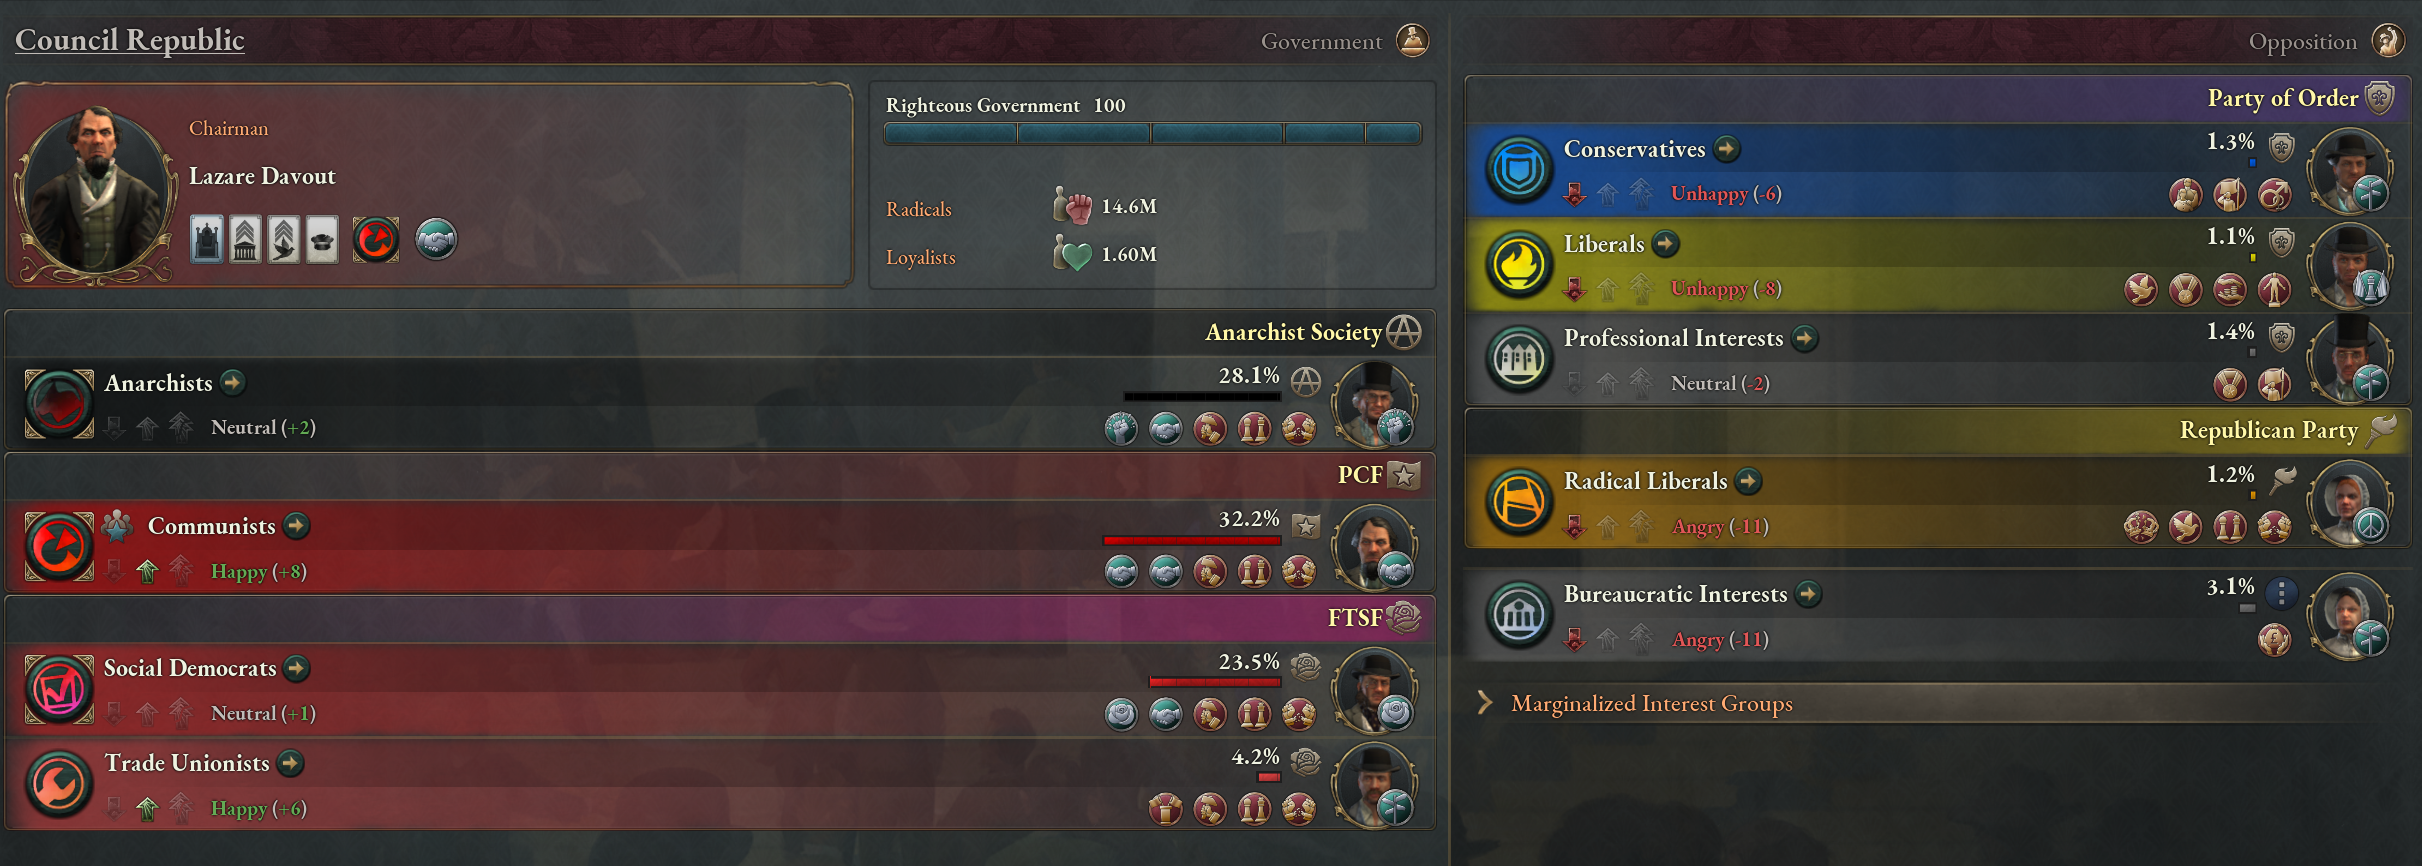 Council Republic
Government
Chairman
Lazare Davout
Righteous Government 100
Radicals 14.6M
Loyalists 1.60M
Anarchist Society
Anarchists
28.1%
Neutral (+2)
PCF
Communists
32.2%
Happy (+8)
FTSF
Social Democrats
23.5%
Neutral (+1)
Trade Unionists
4.2%
Happy (+6)
Opposition
Party of Order
Conservatives
1.3%
Unhappy (-6)
Liberals
1.1%
Unhappy (-8)
Professional Interests
1.4%
Neutral (-2)
Republican Party
Radical Liberals
1.2%
Angry (-11)
Bureaucratic Interests
3.1%
Angry (-11)
Marginalized Interest Groups